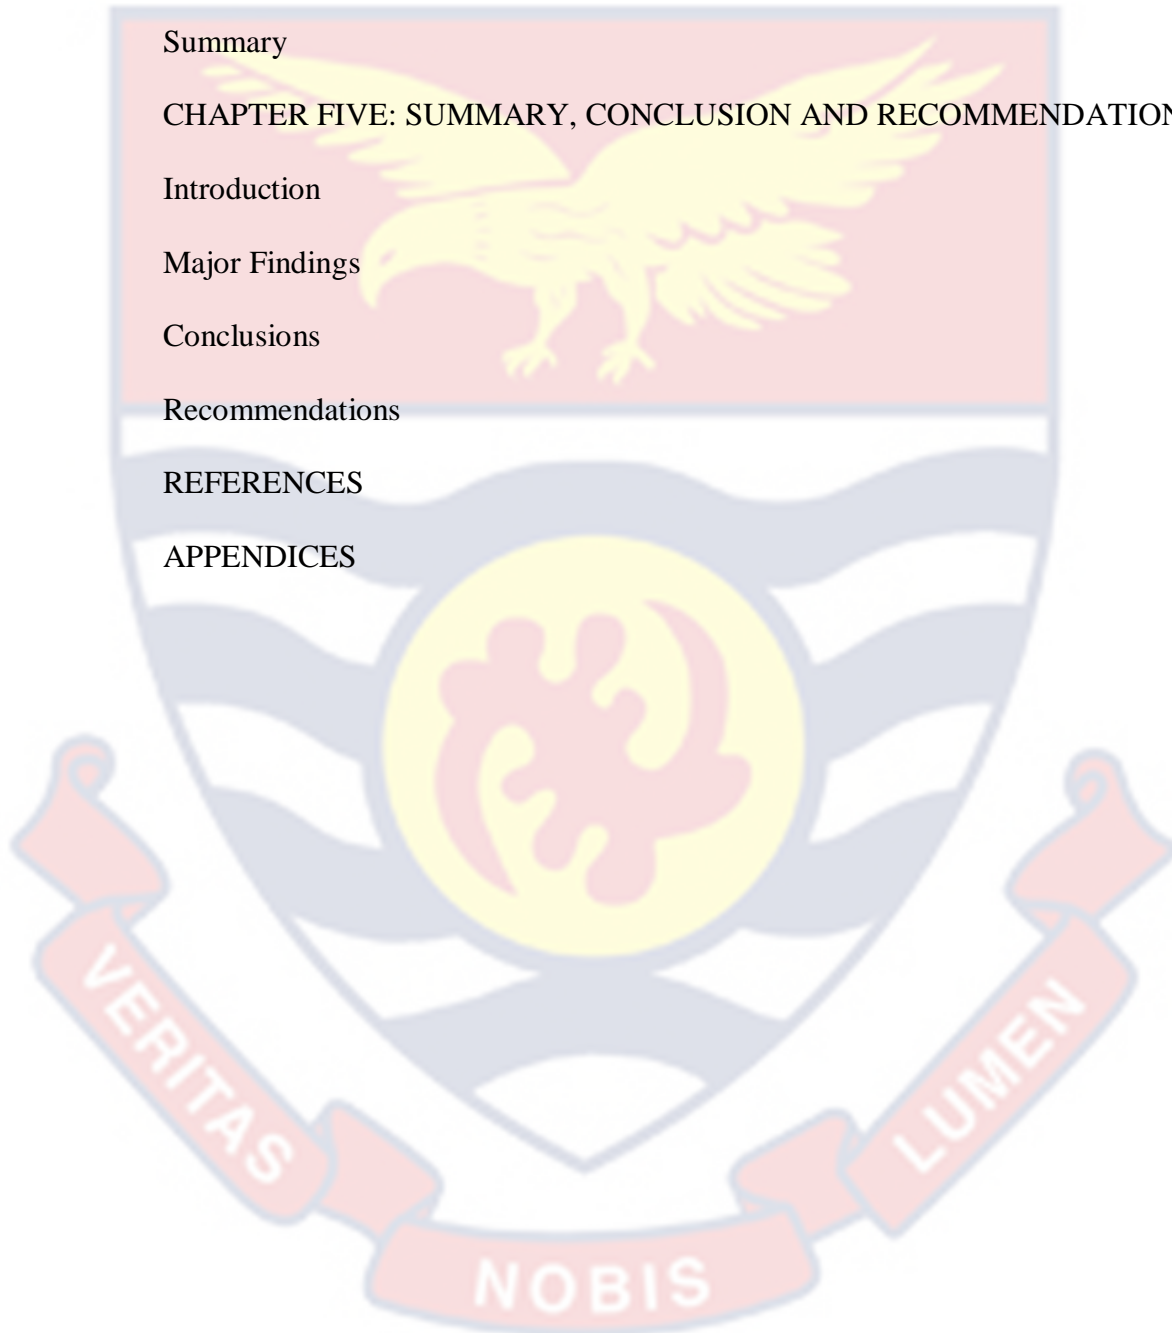 Summary
CHAPTER FIVE: SUMMARY, CONCLUSION AND RECOMMENDATION
Introduction
Major Findings
Conclusions
Recommendations
REFERENCES
APPENDICES
VERITAS
NOBIS
LUMEN